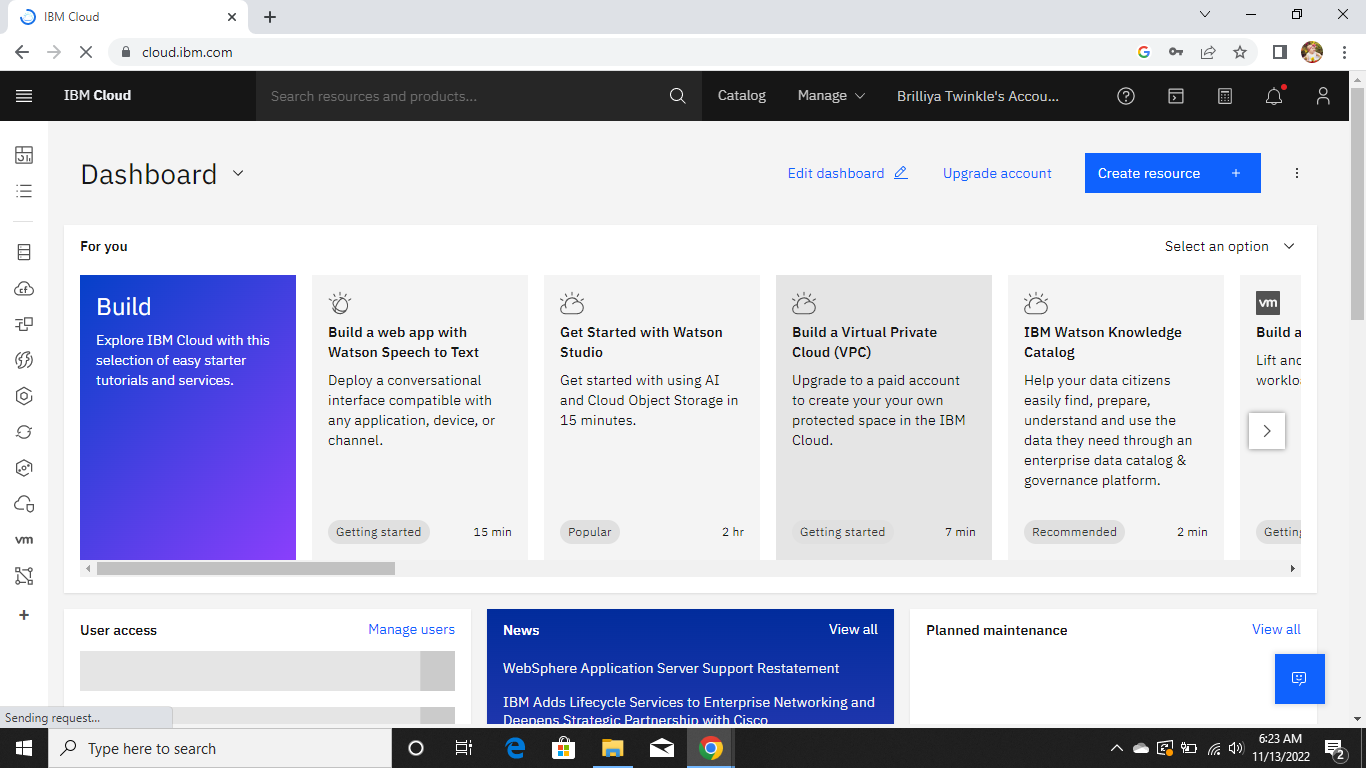 IBM Cloud
cloud.ibm.com
IBM Cloud
Search resources and products...
Catalog
Manage
Brilliya Twinkle's Accou...
Dashboard
Edit dashboard
Upgrade account
Create resource +
For you
Select an option
Build
Explore IBM Cloud with this
selection of easy starter
tutorials and services.
Build a web app with
Watson Speech to Text
Deploy a conversational
interface compatible with
any application, device, or
channel.
Getting started
15 min
Get Started with Watson
Studio
Get started with using AI
and Cloud Object Storage in
15 minutes.
Popular
2 hr
Build a Virtual Private
Cloud (VPC)
Upgrade to a paid account
to create your your own
protected space in the IBM
Cloud.
Getting started
7 min
IBM Watson Knowledge
Catalog
Help your data citizens
easily find, prepare,
understand and use the
data they need through an
enterprise data catalog &
governance platform.
Recommended
2 min
vm
Build a
Lift and
workloa
Getting
cf
vm
User access
Manage users
News
View all
WebSphere Application Server Support Restatement
IBM Adds Lifecycle Services to Enterprise Networking and
Deepens Strategic Partnership with Cisco
Planned maintenance
View all
Sending request...
Type here to search
6:23 AM
11/13/2022
2